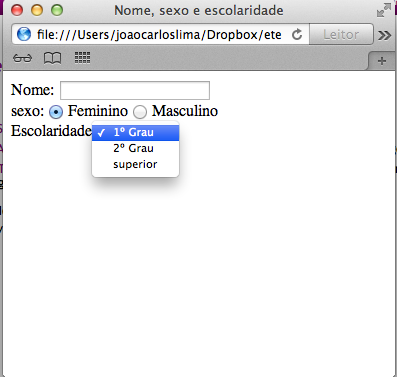 Nome, sexo e escolaridade
file:///Users/joaocarloslima/Dropbox/ete
Leitor
Nome:
sexo: Feminino Masculino
Escolaridade ✓ 1º Grau
2º Grau
superior